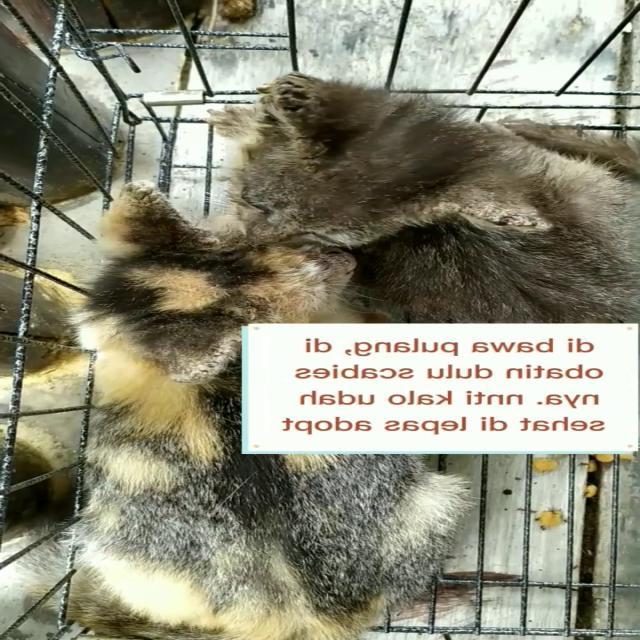 di bawa pulang, di
obatin dulu scabies
nya. nnti kalo udah
sehat di lepas adopt